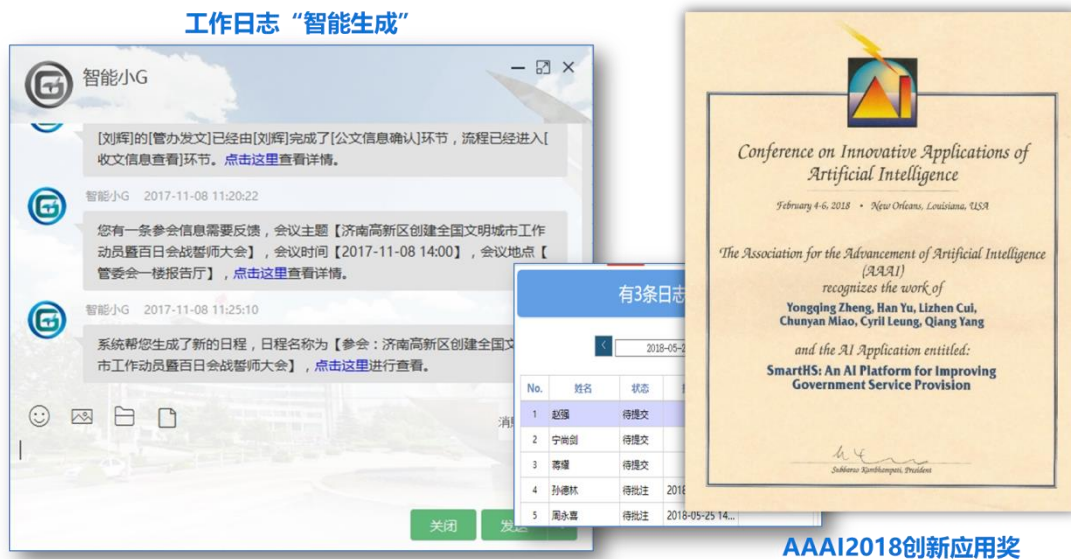 工作日志“智能生成”
智能小G
[刘辉]的[管办发文]已经由[刘辉]完成了[公文信息确认]环节，流程已经进入[
收文信息查看]环节。点击这里查看详情。
智能小G 2017-11-08 11:20:22
您有一条参会信息需要反馈，会议主题【济南高新区创建全国文明城市工作
动员暨百日会战誓师大会】，会议时间【2017-11-08 14:00】，会议地点【
管委会一楼报告厅】，点击这里查看详情。
智能小G 2017-11-08 11:25:10
系统帮您生成了新的日程，日程名称为【参会：济南高新区创建全国文
市工作动员暨百日会战誓师大会】，点击这里进行查看。
关闭
有3条日志
2018-05-2
No. 姓名 状态
1 赵强 待提交
2 宁尚剑 待提交
3 蒋耀 待提交
4 孙德林 待批注 2018
5 周永喜 待批注 2018-05-25 14...
AI
Conference on Innovative Applications of
Artificial Intelligence
February 4-6, 2018 • New Orleans, Louisiana, USA
The Association for the Advancement of Artificial Intelligence
(AAAI)
recognizes the work of
Yongqing Zheng, Han Yu, Lizhen Cui,
Chunyan Miao, Cyril Leung, Qiang Yang
and the AI Application entitled:
SmartHS: An AI Platform for Improving
Government Service Provision
Subbarao Kambhampati, President
AAAI2018创新应用奖